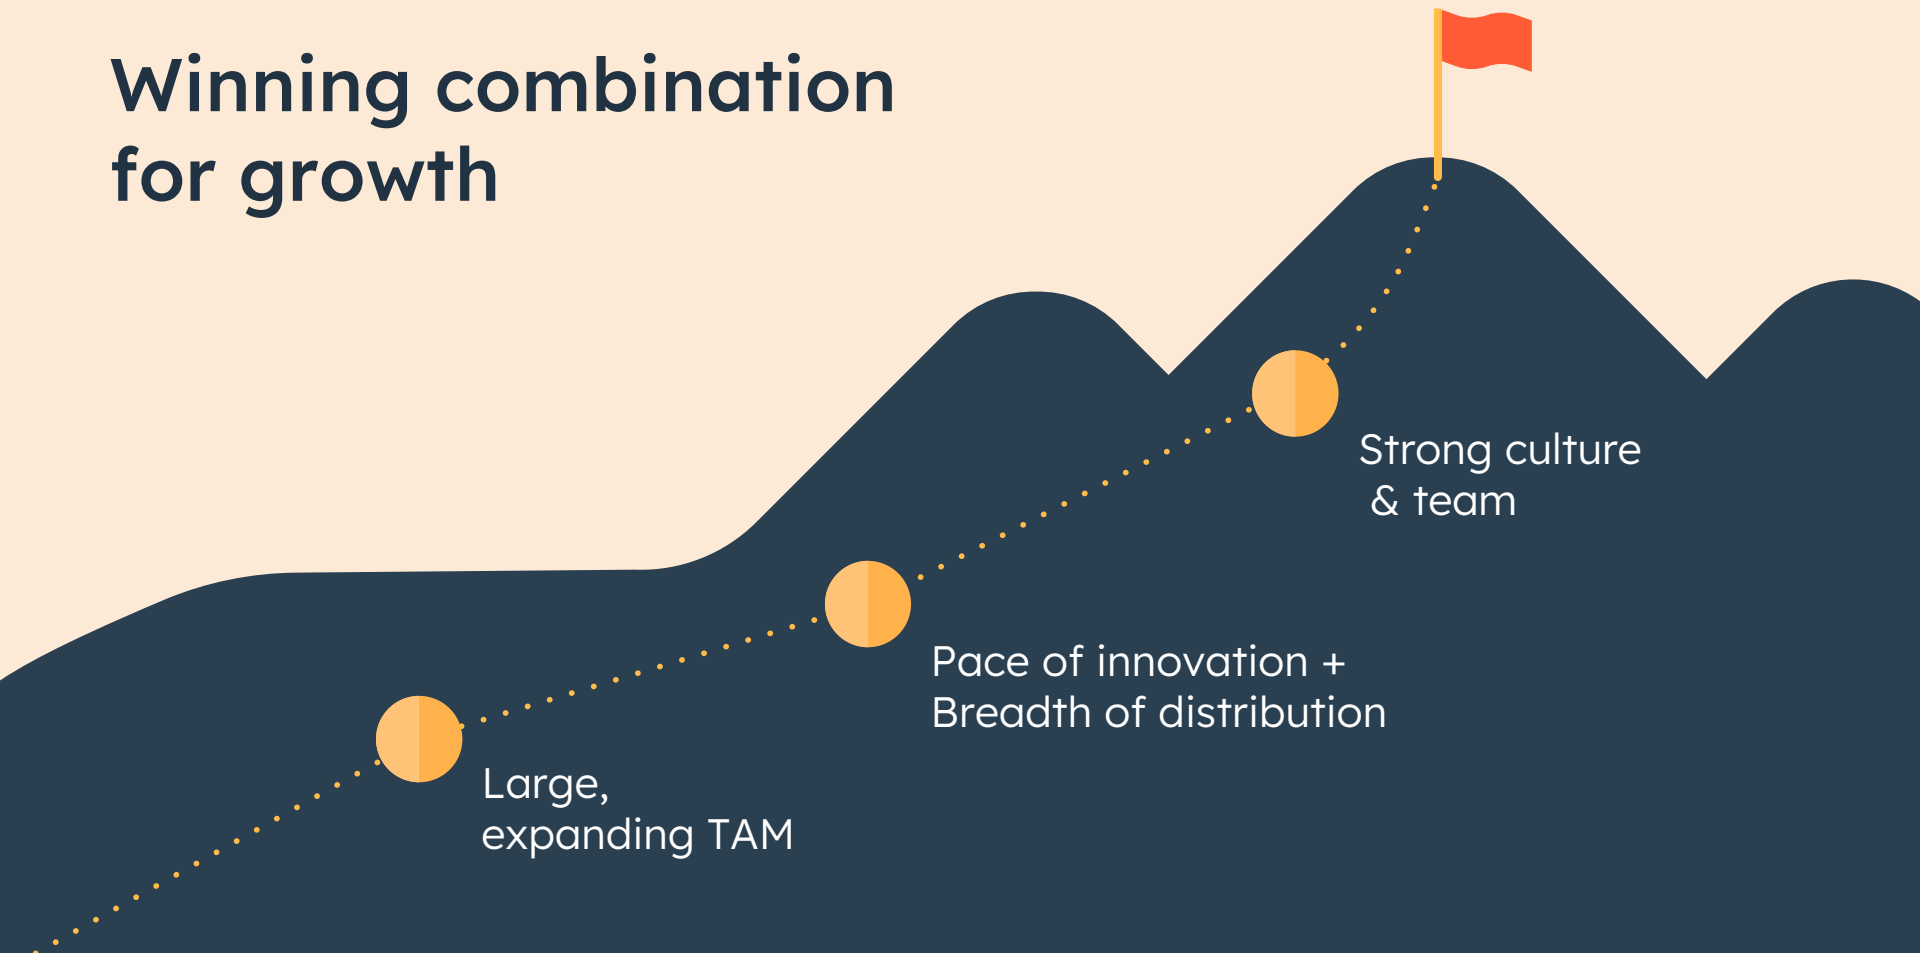 Winning combination
for growth
Strong culture
& team
Pace of innovation +
Breadth of distribution
Large,
expanding TAM